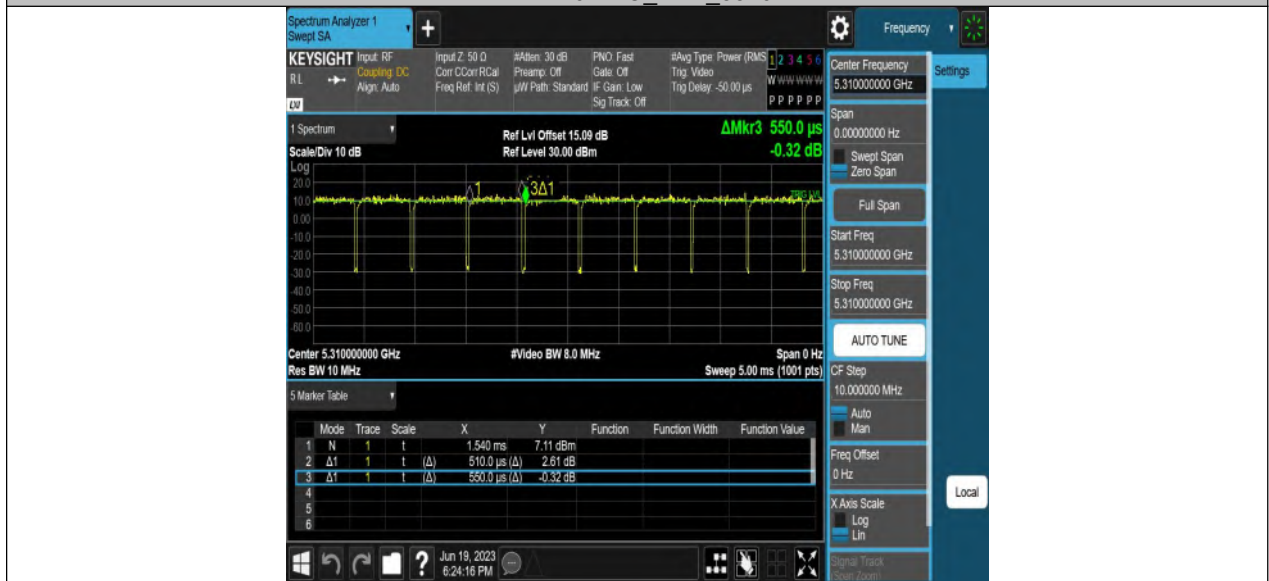 Spectrum Analyzer 1
Swept SA
+
Frequency
KEYSIGHT
RL
LXI
Input: RF
Coupling: DC
Align: Auto
Input Z: 50 Ω
Corr CCorr RCal
Freq Ref: Int (S)
#Atten: 30 dB
Preamp: Off
µW Path: Standard
PNO: Fast
Gate: Off
IF Gain: Low
Sig Track: Off
#Avg Type: Power (RMS
Trig: Video
Trig Delay: -50.00 µs
1 2 3 4 5 6
W W W W W W
P P P P P P
1 Spectrum
Scale/Div 10 dB
Ref Lvl Offset 15.09 dB
Ref Level 30.00 dBm
ΔMkr3 550.0 µs
-0.32 dB
Log
20.0
10.0
0.00
-10.0
-20.0
-30.0
-40.0
-50.0
-60.0
1
3Δ1
TRIG LVL
Center 5.310000000 GHz
Res BW 10 MHz
#Video BW 8.0 MHz
Span 0 Hz
Sweep 5.00 ms (1001 pts)
5 Marker Table
Mode Trace Scale X Y Function Function Width Function Value
1 N 1 t 1.540 ms 7.11 dBm
2 Δ1 1 t (Δ) 510.0 µs (Δ) 2.61 dB
3 Δ1 1 t (Δ) 550.0 µs (Δ) -0.32 dB
4
5
6
?
Jun 19, 2023
6:24:16 PM
Center Frequency
5.310000000 GHz
Span
0.00000000 Hz
Swept Span
Zero Span
Full Span
Start Freq
5.310000000 GHz
Stop Freq
5.310000000 GHz
AUTO TUNE
CF Step
10.000000 MHz
Auto
Man
Freq Offset
0 Hz
X Axis Scale
Log
Lin
Signal Track
(Span Zoom)
Settings
Local